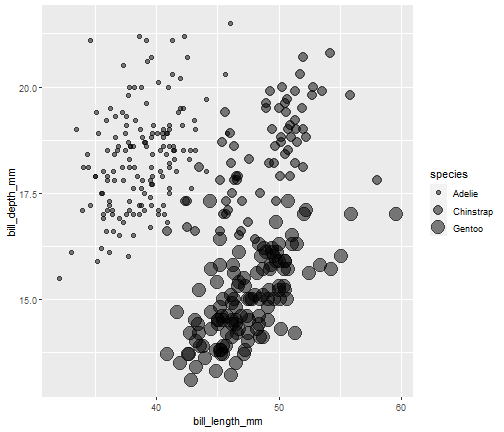 20.0
17.5
15.0
bill_depth_mm
40
50
60
bill_length_mm
species
Adelie
Chinstrap
Gentoo